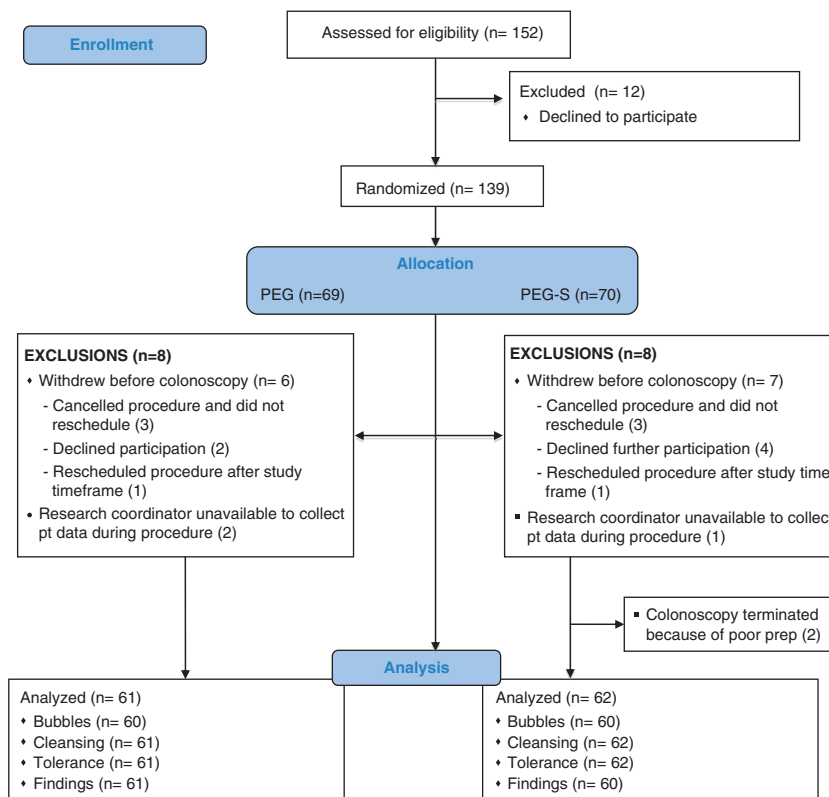 Enrollment
Assessed for eligibility (n= 152)
Excluded (n= 12)
♦ Declined to participate
Randomized (n= 139)
Allocation
PEG (n=69) PEG-S (n=70)
EXCLUSIONS (n=8)
♦ Withdrew before colonoscopy (n= 6)
- Cancelled procedure and did not
reschedule (3)
- Declined participation (2)
- Rescheduled procedure after study
timeframe (1)
• Research coordinator unavailable to collect
pt data during procedure (2)
EXCLUSIONS (n=8)
♦ Withdrew before colonoscopy (n= 7)
- Cancelled procedure and did not
reschedule (3)
- Declined further participation (4)
- Rescheduled procedure after study time
frame (1)
▪ Research coordinator unavailable to collect
pt data during procedure (1)
▪ Colonoscopy terminated
because of poor prep (2)
Analysis
Analyzed (n= 61)
♦ Bubbles (n= 60)
♦ Cleansing (n= 61)
♦ Tolerance (n= 61)
♦ Findings (n= 61)
Analyzed (n= 62)
♦ Bubbles (n= 60)
♦ Cleansing (n= 62)
♦ Tolerance (n= 62)
♦ Findings (n= 60)